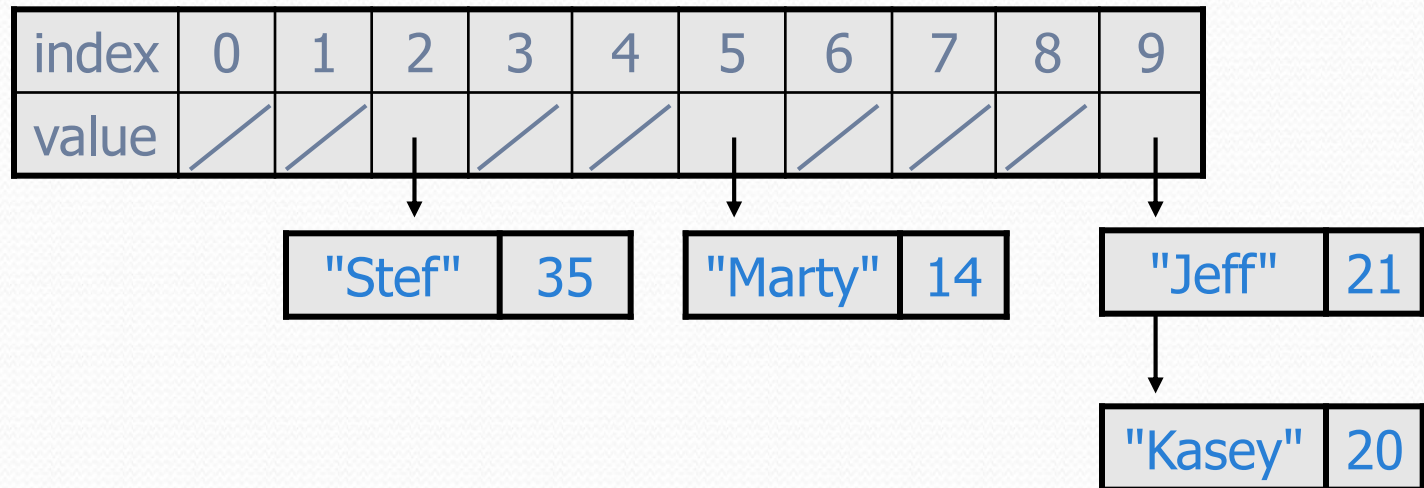 index 0 1 2 3 4 5 6 7 8 9
value
"Stef" 35 "Marty" 14 "Jeff" 21
"Kasey" 20